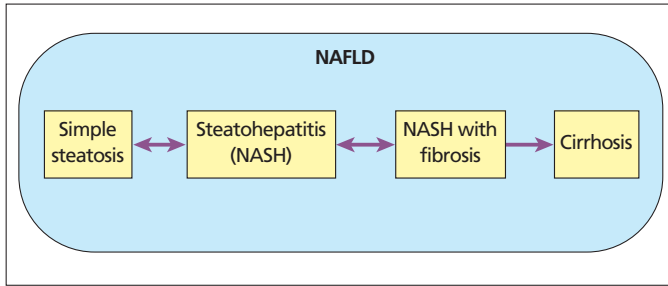 NAFLD
Simple
steatosis
Steatohepatitis
(NASH)
NASH with
fibrosis
Cirrhosis